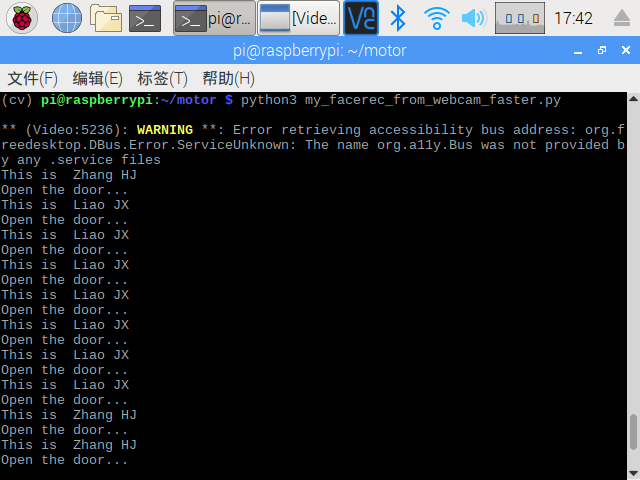 pi@r...
[Vide...
17:42
pi@raspberrypi: ~/motor
文件(F) 编辑(E) 标签(T) 帮助(H)
(cv) pi@raspberrypi:~/motor $ python3 my_facerec_from_webcam_faster.py
** (Video:5236): WARNING **: Error retrieving accessibility bus address: org.f
reedesktop.DBus.Error.ServiceUnknown: The name org.a11y.Bus was not provided b
y any .service files
This is  Zhang HJ
Open the door...
This is  Liao JX
Open the door...
This is  Liao JX
Open the door...
This is  Liao JX
Open the door...
This is  Liao JX
Open the door...
This is  Liao JX
Open the door...
This is  Liao JX
Open the door...
This is  Liao JX
Open the door...
This is  Zhang HJ
Open the door...
This is  Zhang HJ
Open the door...